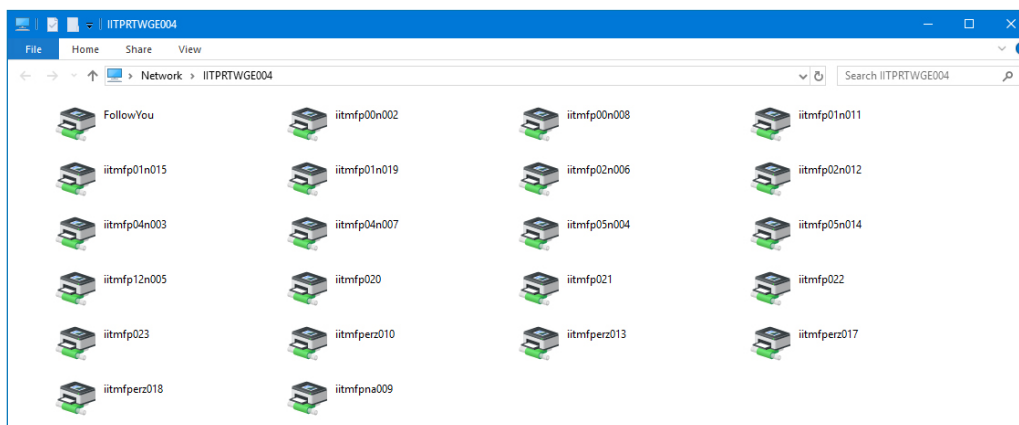 IITPRTWGE004
File Home Share View
Network > IITPRTWGE004 Search IITPRTWGE004
FollowYou iitmfp00n002 iitmfp00n008 iitmfp01n011
iitmfp01n015 iitmfp01n019 iitmfp02n006 iitmfp02n012
iitmfp04n003 iitmfp04n007 iitmfp05n004 iitmfp05n014
iitmfp12n005 iitmfp020 iitmfp021 iitmfp022
iitmfp023 iitmfperz010 iitmfperz013 iitmfperz017
iitmfperz018 iitmfpna009